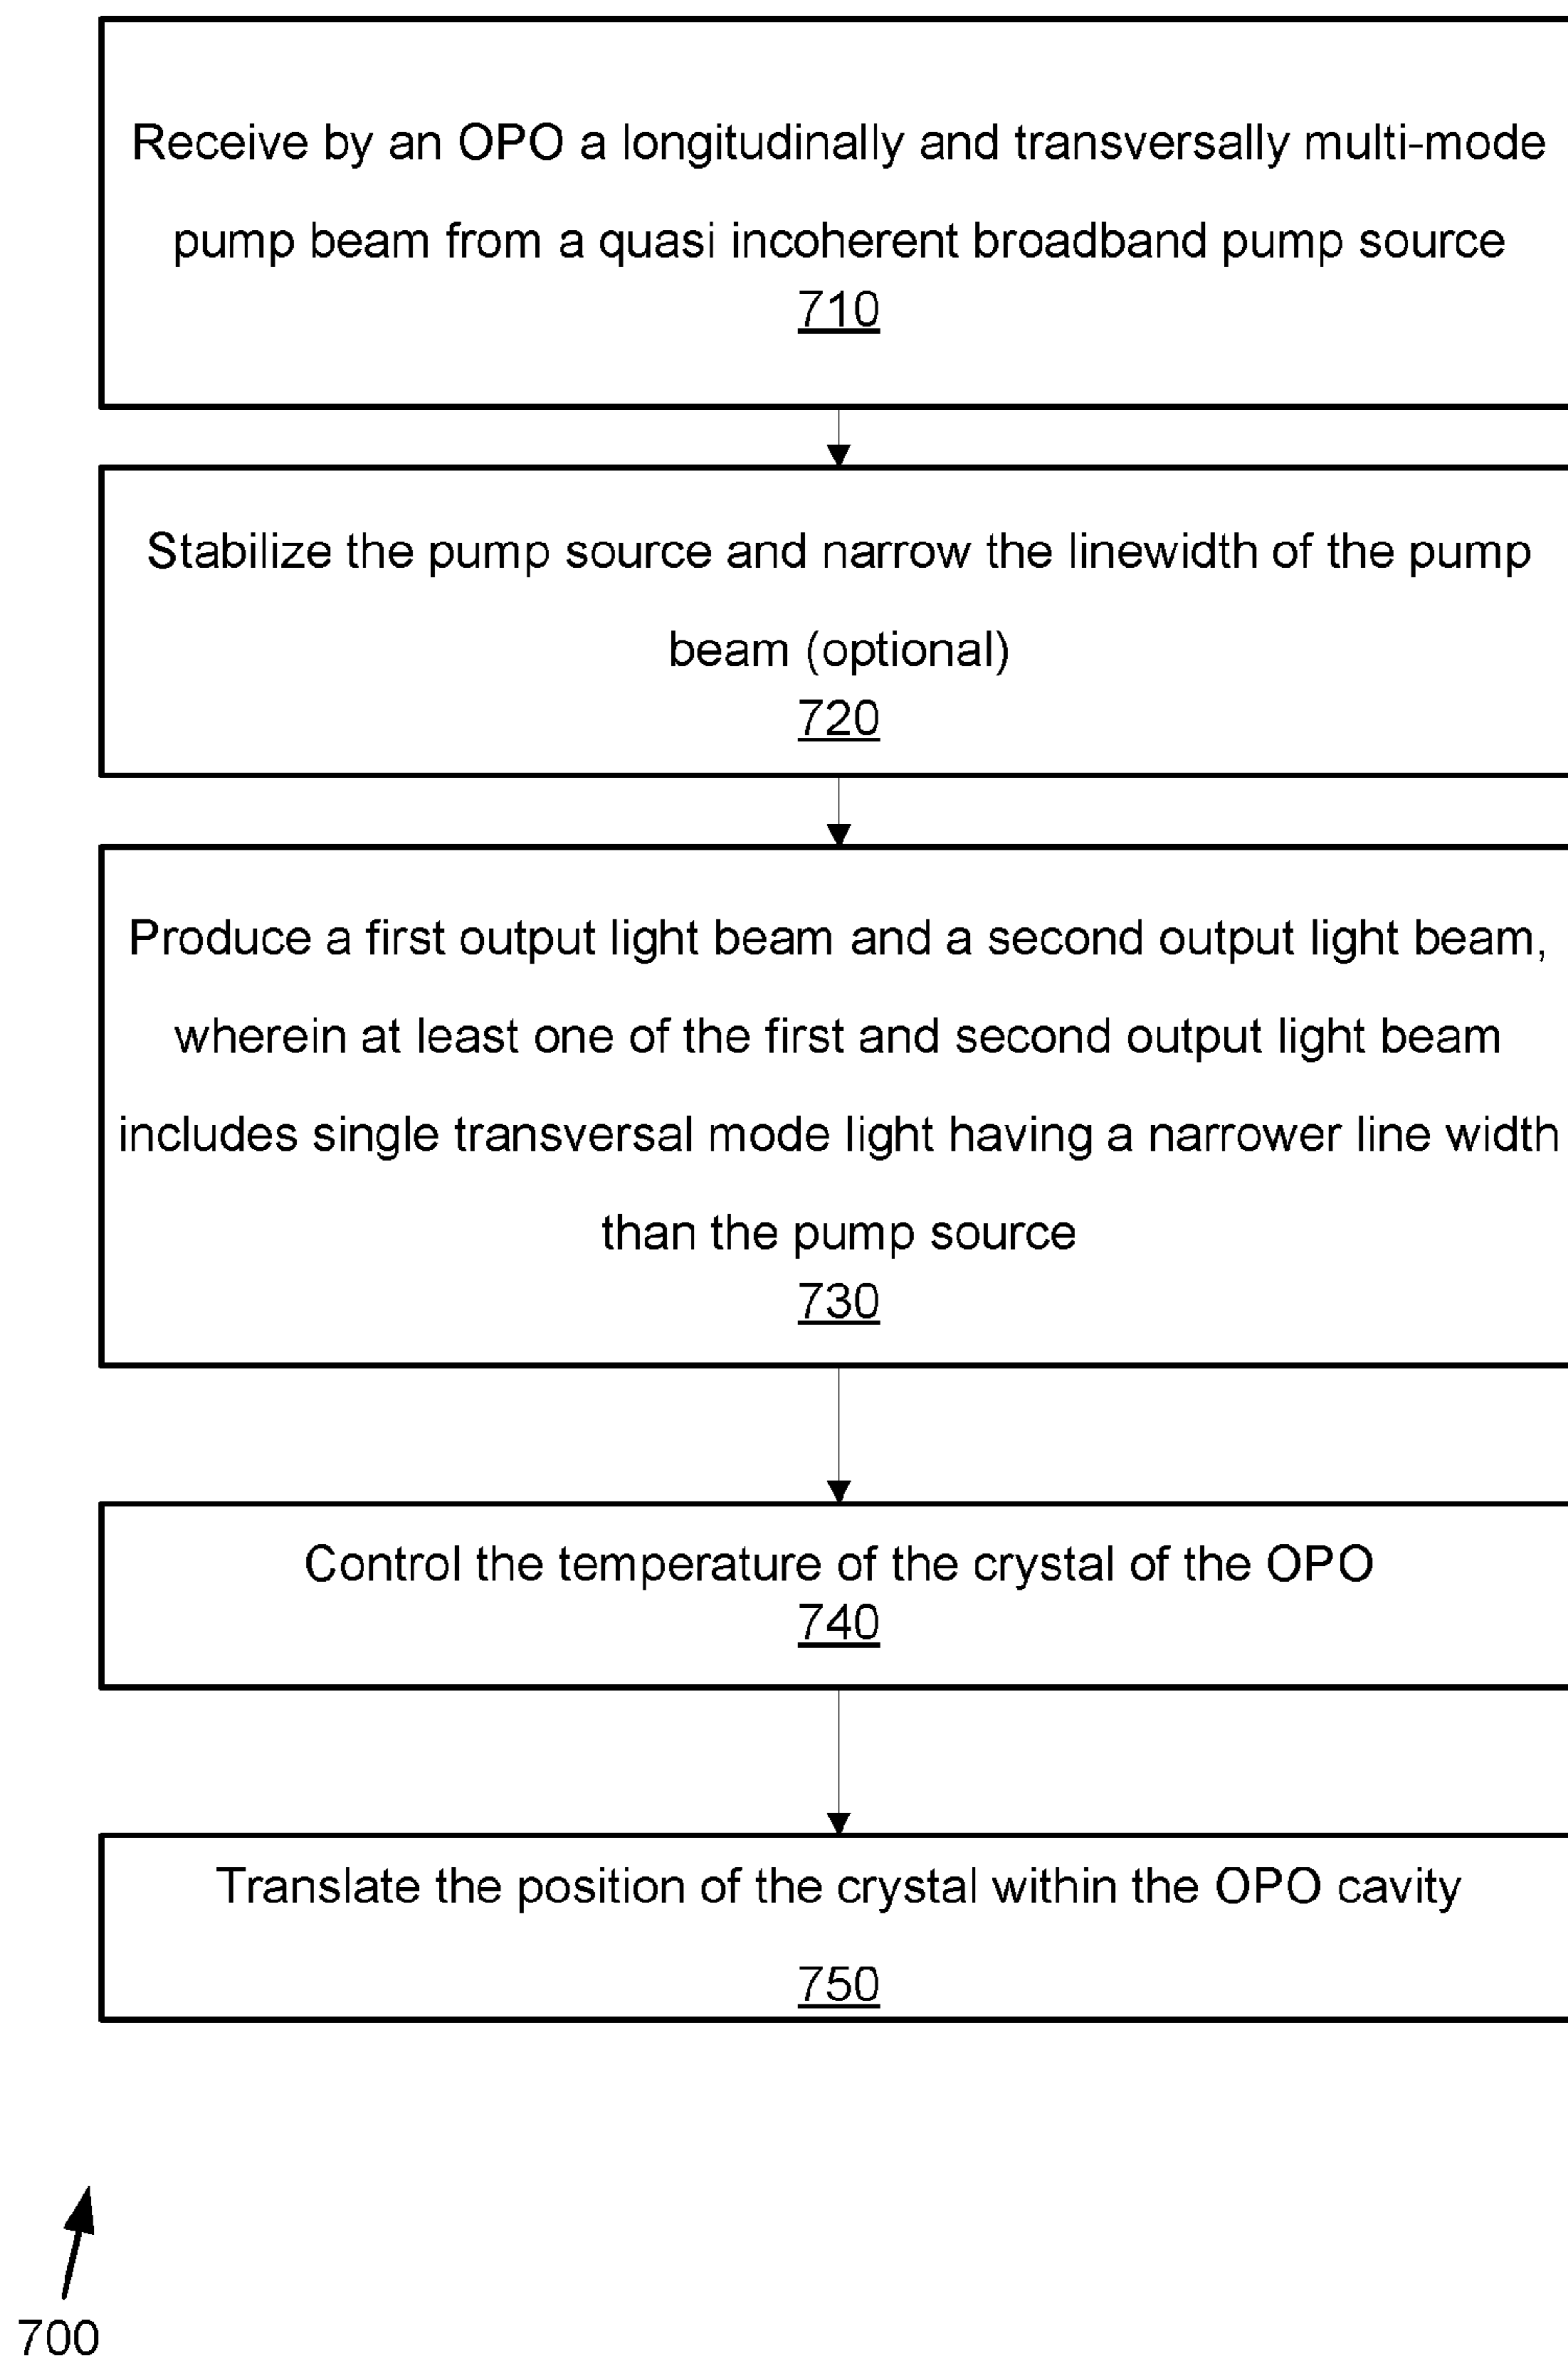 Receive by an OPO a longitudinally and transversally multi-mode
pump beam from a quasi incoherent broadband pump source
710
Stabilize the pump source and narrow the linewidth of the pump
beam (optional)
720
Produce a first output light beam and a second output light beam,
wherein at least one of the first and second output light beam
includes single transversal mode light having a narrower line width
than the pump source
730
Control the temperature of the crystal of the OPO
740
Translate the position of the crystal within the OPO cavity
750
700